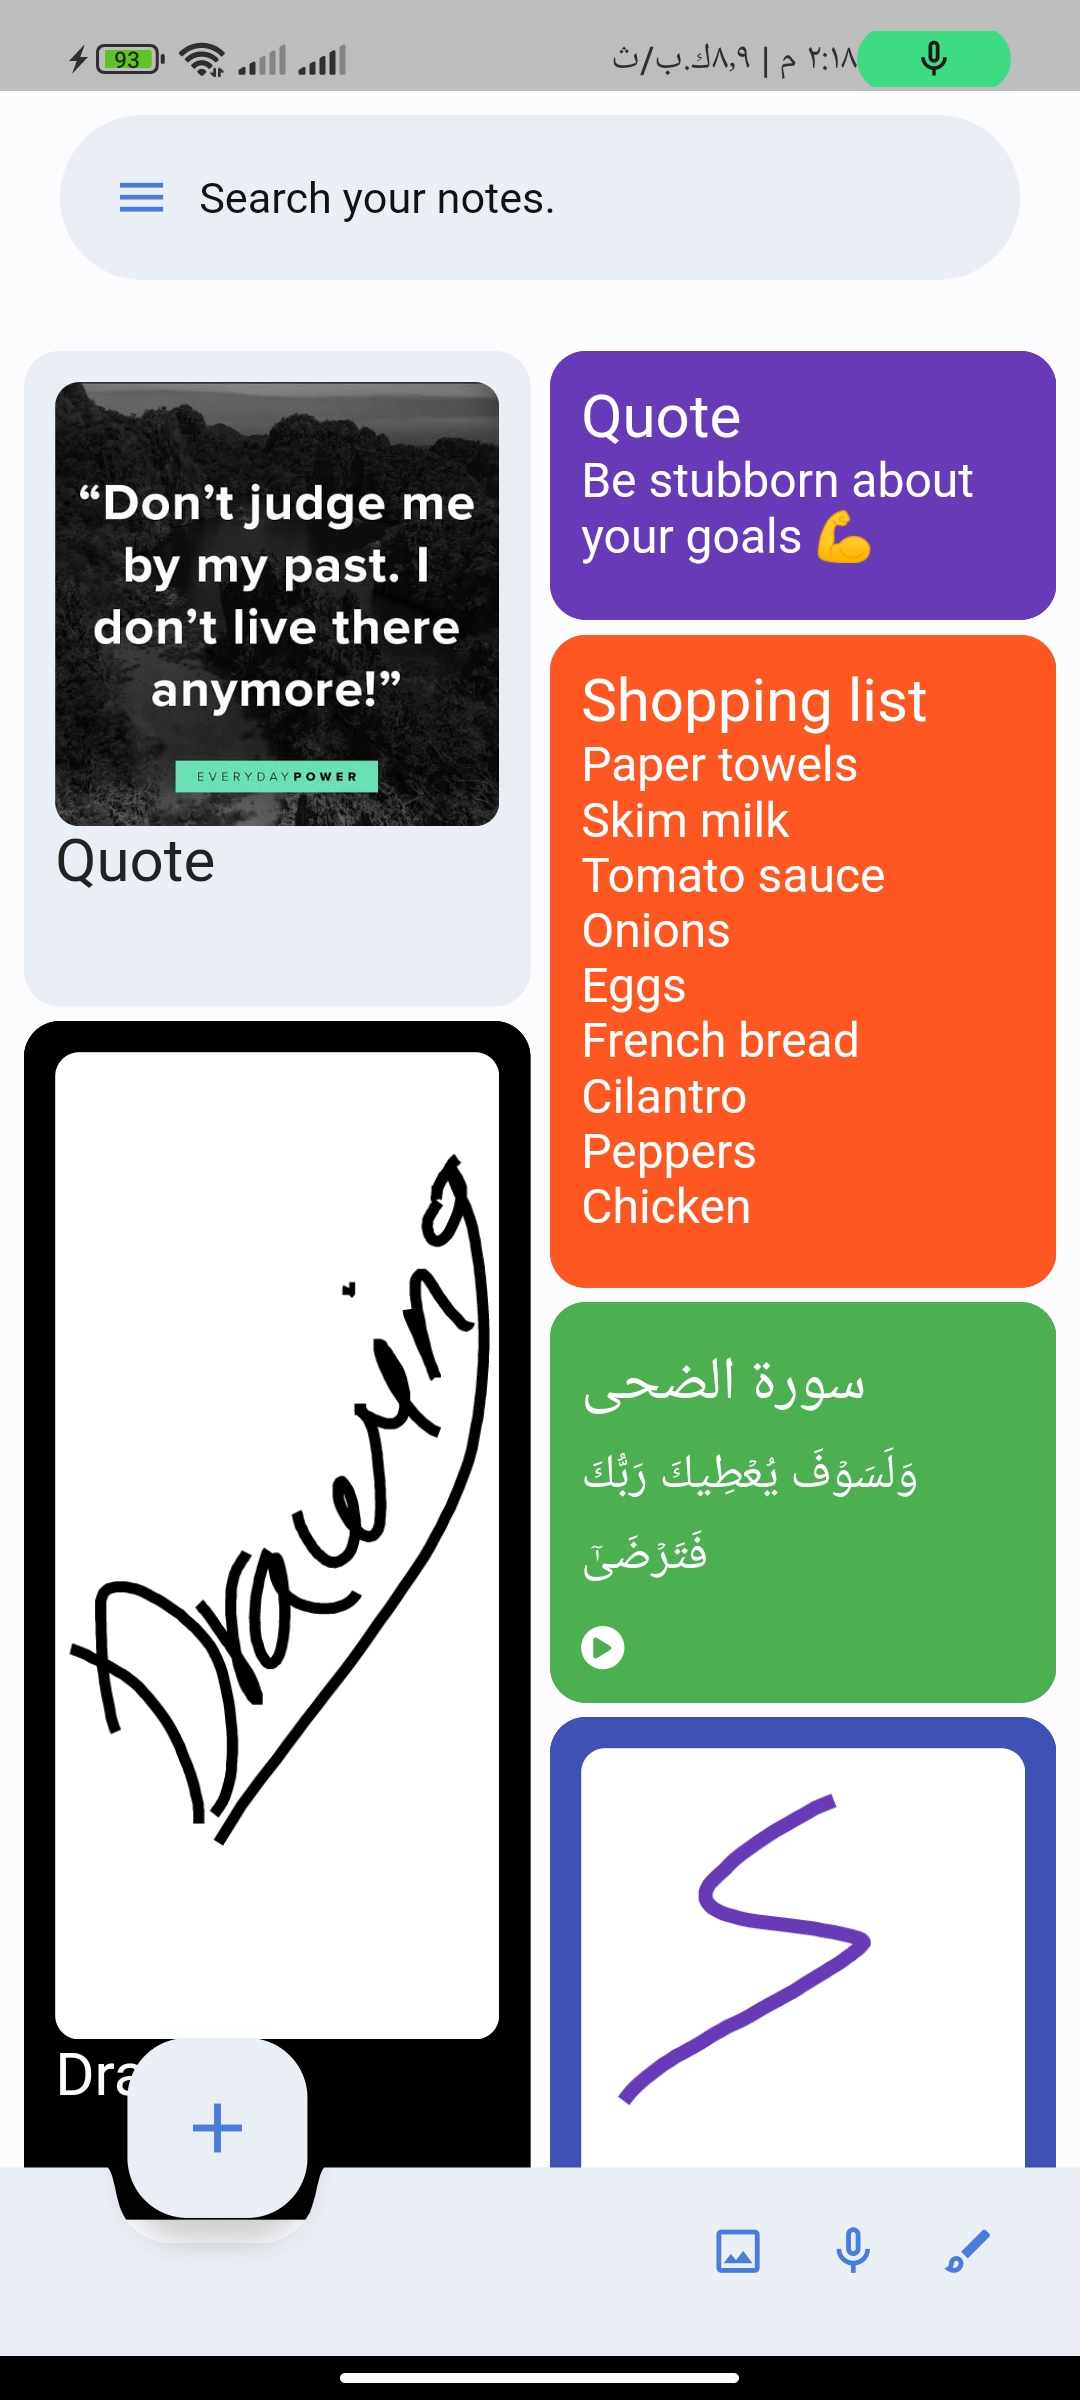 93
٨,٩ك.ب/ث | ٢:١٨ م
Search your notes.
“Don’t judge me
by my past. I
don’t live there
anymore!”
EVERYDAYPOWER
Quote
Drawing
Dra
Quote
Be stubborn about
your goals 💪
Shopping list
Paper towels
Skim milk
Tomato sauce
Onions
Eggs
French bread
Cilantro
Peppers
Chicken
سورة الضحى
وَلَسَوۡفَ يُعۡطِيكَ رَبُّكَ
فَتَرۡضَىٰٓ